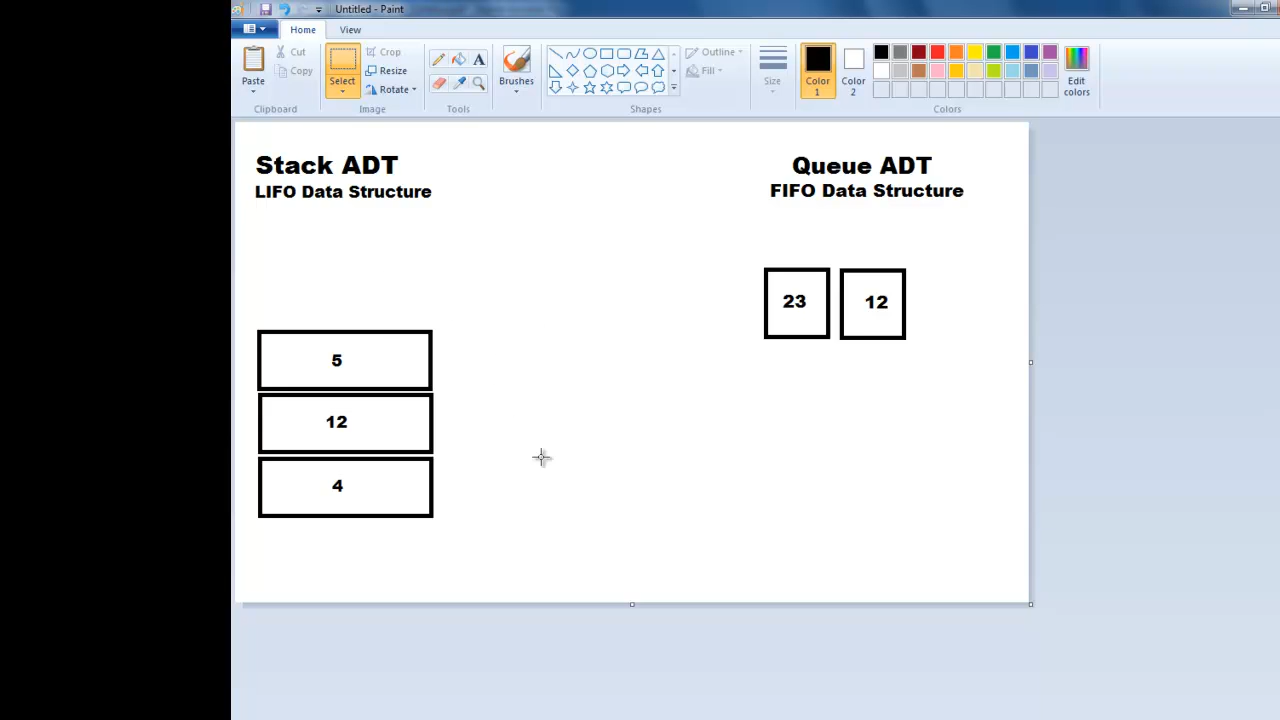 Untitled - Paint
Home
View
Paste
Cut
Copy
Clipboard
Select
Crop
Resize
Rotate
Image
A
Tools
Brushes
Shapes
Outline
Fill
Size
Color 1
Color 2
Edit colors
Colors
Stack ADT
LIFO Data Structure
Queue ADT
FIFO Data Structure
23
12
5
12
4